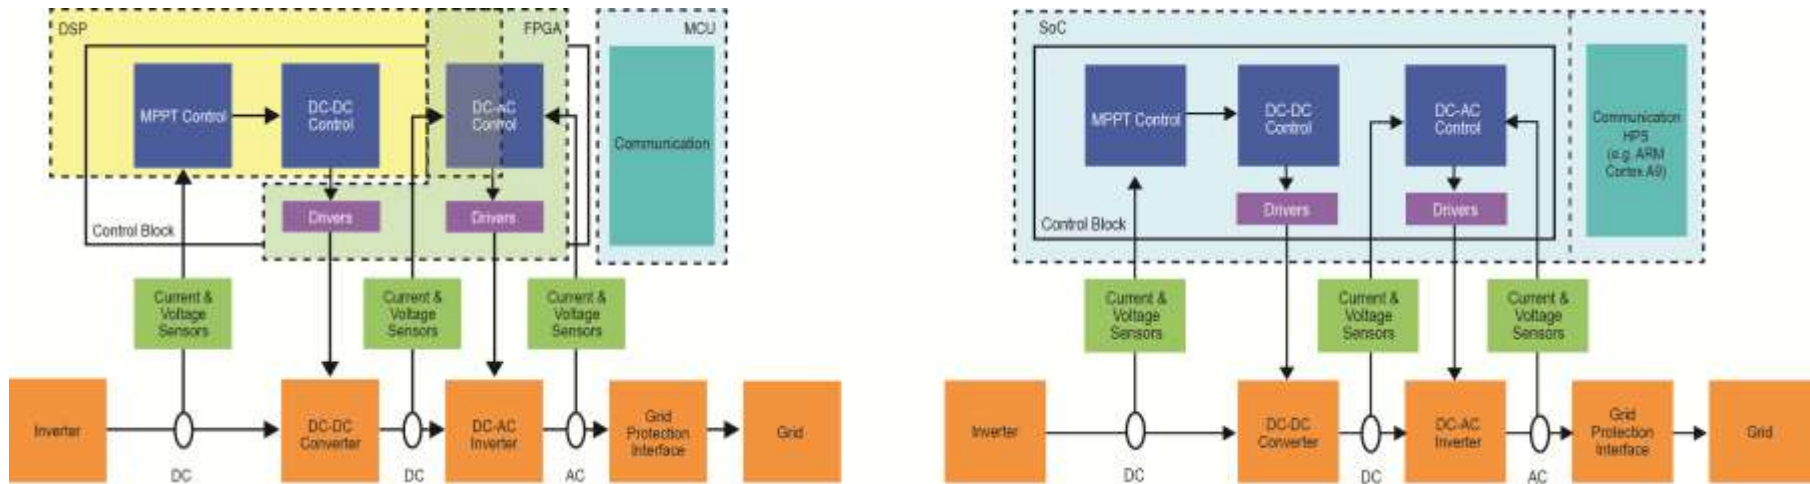 DSP
FPGA
MCU
MPPT Control
DC-DC
Control
DC-AC
Control
Communication
Drivers
Drivers
Control Block
Current &
Voltage
Sensors
Current &
Voltage
Sensors
Current &
Voltage
Sensors
Inverter
DC
DC-DC
Converter
DC
DC-AC
Inverter
AC
Grid
Protection
Interface
Grid
SoC
MPPT Control
DC-DC
Control
DC-AC
Control
Communication
HPS
(e.g. ARM
Cortex A9)
Drivers
Drivers
Control Block
Current &
Voltage
Sensors
Current &
Voltage
Sensors
Current &
Voltage
Sensors
Inverter
DC
DC-DC
Converter
DC
DC-AC
Inverter
AC
Grid
Protection
Interface
Grid